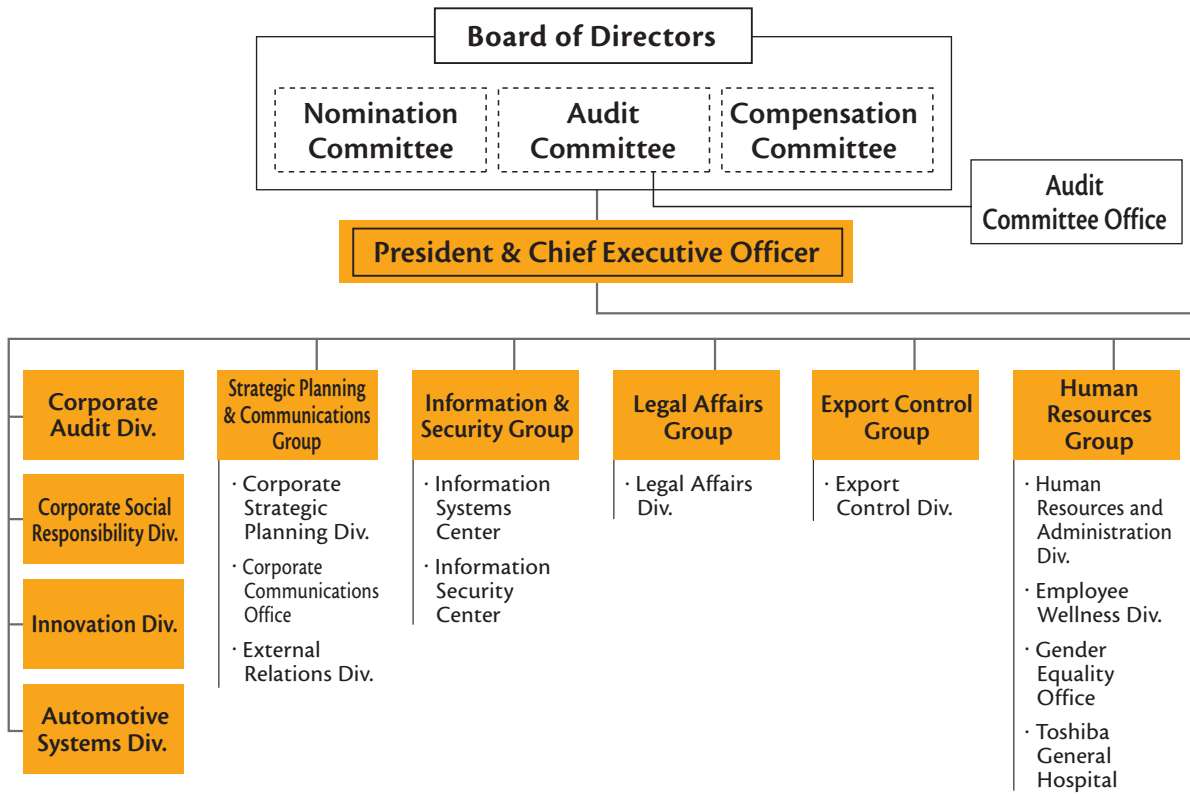 Board of Directors
Nomination
Committee
Audit
Committee
Compensation
Committee
Audit
Committee Office
President & Chief Executive Officer
Corporate
Audit Div.
Corporate Social
Responsibility Div.
Innovation Div.
Automotive
Systems Div.
Strategic Planning
& Communications
Group
· Corporate
Strategic
Planning Div.
· Corporate
Communications
Office
· External
Relations Div.
Information &
Security Group
· Information
Systems
Center
· Information
Security
Center
Legal Affairs
Group
· Legal Affairs
Div.
Export Control
Group
· Export
Control Div.
Human
Resources
Group
· Human
Resources and
Administration
Div.
· Employee
Wellness Div.
· Gender
Equality
Office
· Toshiba
General
Hospital